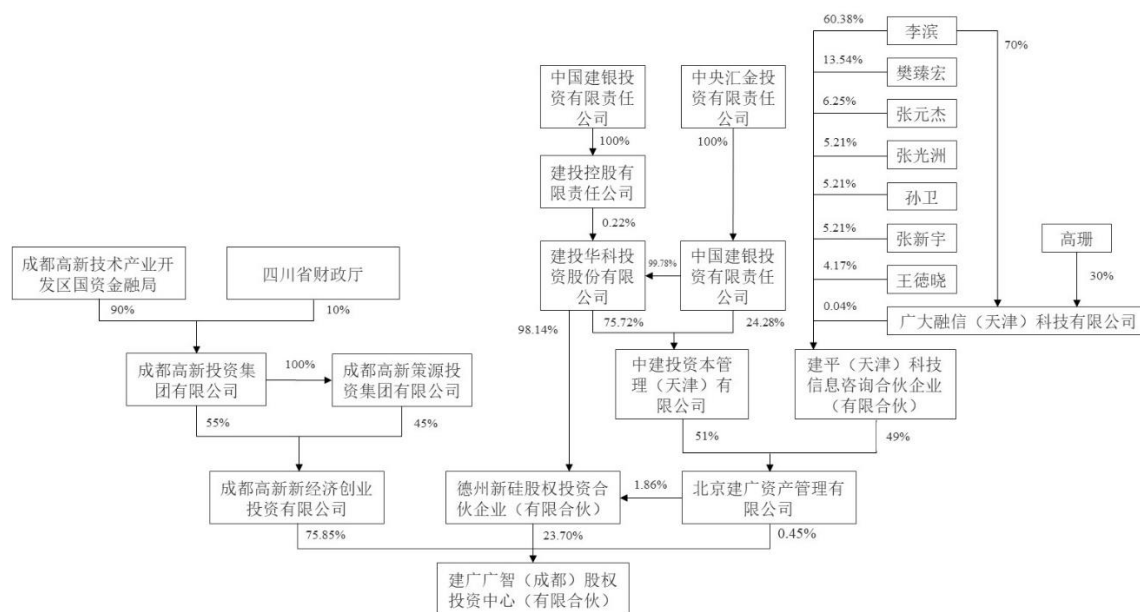 60.38%
李滨
70%
13.54%
樊臻宏
中国建银投
资有限责任
公司
中央汇金投
资有限责任
公司
6.25%
张元杰
100%
100%
5.21%
张光洲
建投控股有
限责任公司
5.21%
孙卫
0.22%
5.21%
张新宇
高珊
成都高新技术产业开
发区国资金融局
四川省财政厅
建投华科投
资股份有限
公司
99.78%
中国建银投
资有限责任
公司
4.17%
王德晓
30%
90%
10%
0.04%
广大融信（天津）科技有限公司
98.14%
75.72%
24.28%
成都高新投资集
团有限公司
100%
成都高新策源投
资集团有限公司
中建投资本管
理（天津）有
限公司
建平（天津）科技
信息咨询合伙企业
（有限合伙）
55%
45%
51%
49%
成都高新新经济创业
投资有限公司
德州新硅股权投资合
伙企业（有限合伙）
1.86%
北京建广资产管理有
限公司
75.85%
23.70%
0.45%
建广广智（成都）股权
投资中心（有限合伙）